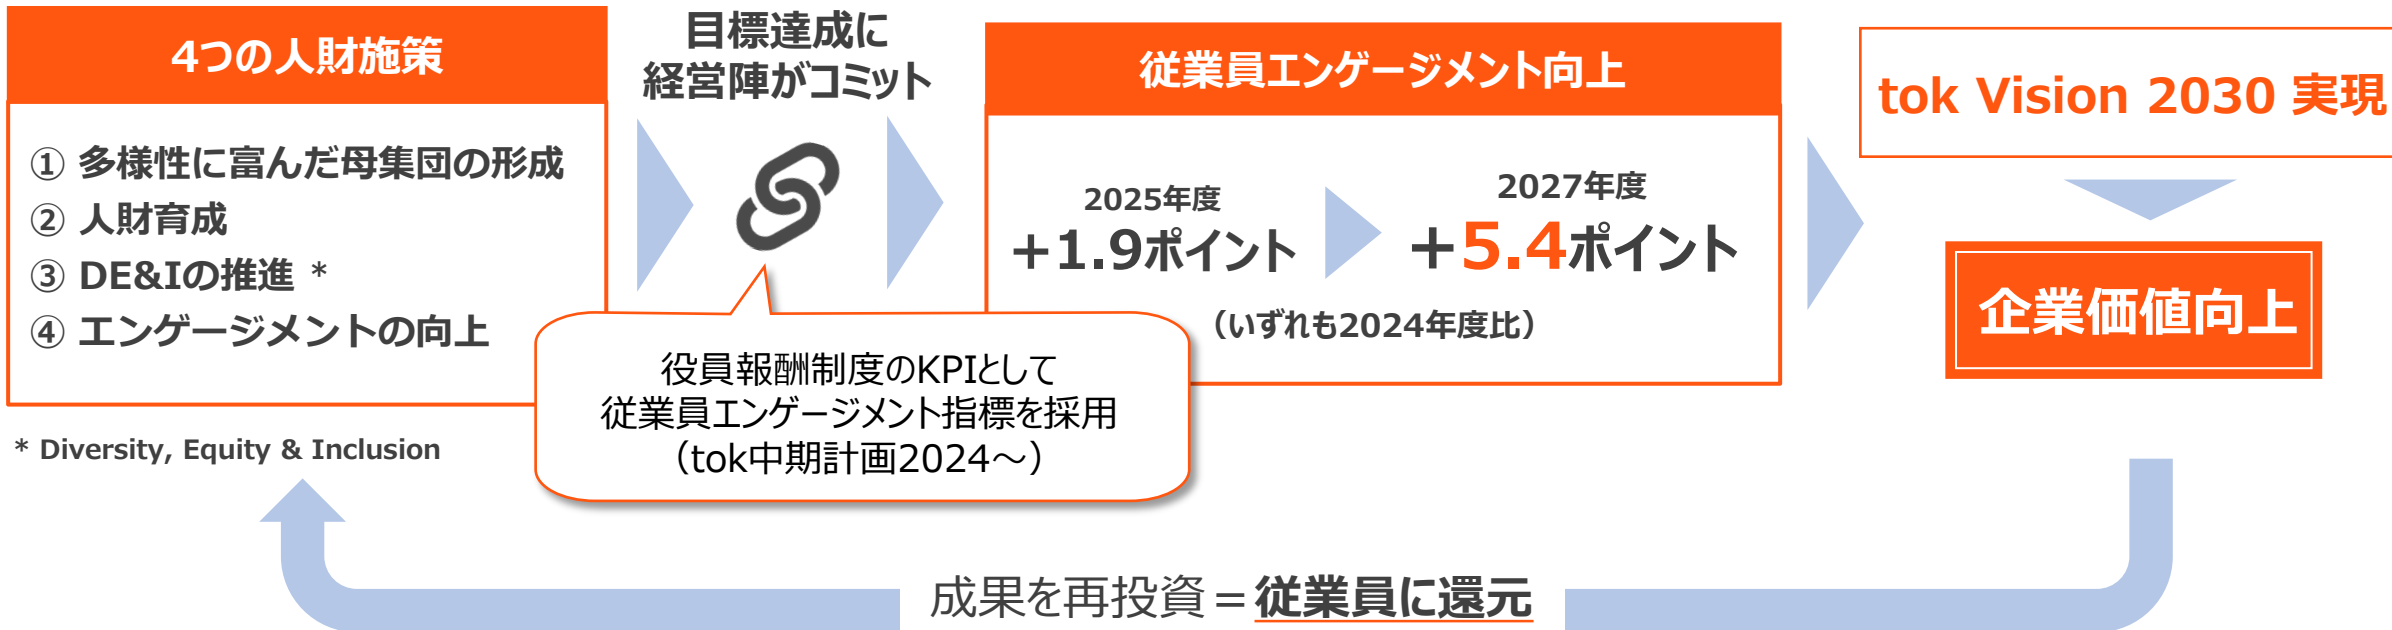 4つの人財施策
① 多様性に富んだ母集団の形成
② 人財育成
③ DE&Iの推進 *
④ エンゲージメントの向上
* Diversity, Equity & Inclusion
目標達成に
経営陣がコミット
役員報酬制度のKPIとして
従業員エンゲージメント指標を採用
（tok中期計画2024～）
従業員エンゲージメント向上
2025年度
＋1.9ポイント
2027年度
＋5.4ポイント
（いずれも2024年度比）
tok Vision 2030 実現
企業価値向上
成果を再投資＝従業員に還元